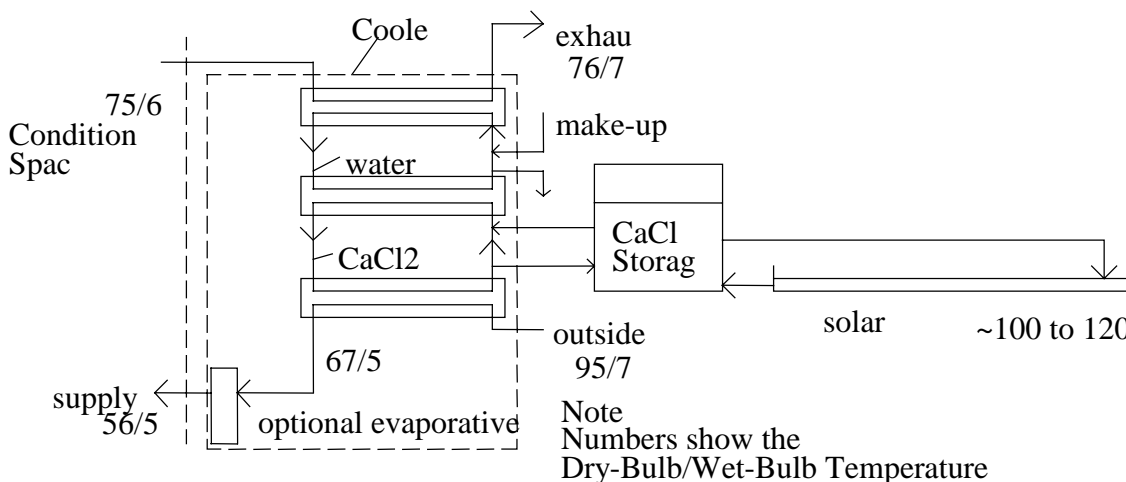 Coole
exhau
76/7
75/6
Condition
Spac
make-up
water
CaCl2
CaCl
Storag
solar
~100 to 120
outside
95/7
67/5
supply
56/5
optional evaporative
Note
Numbers show the
Dry-Bulb/Wet-Bulb Temperature